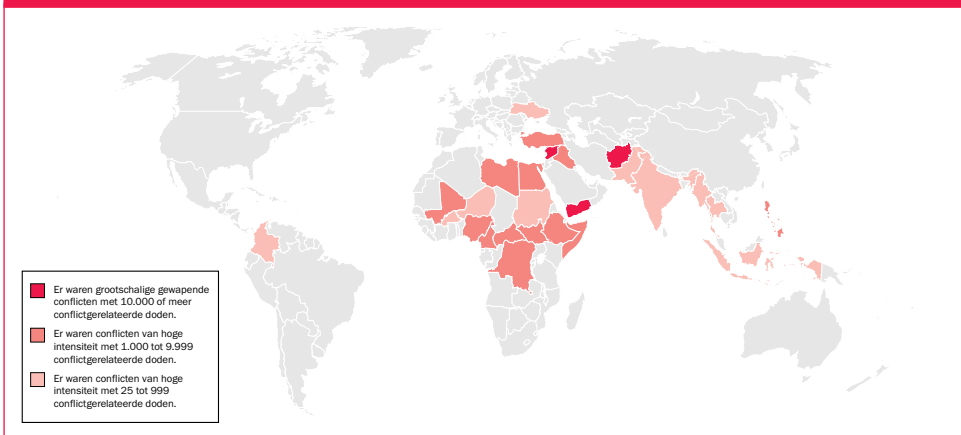 Er waren grootschalige gewapende
conflicten met 10.000 of meer
conflictgerelateerde doden.
Er waren conflicten van hoge
intensiteit met 1.000 tot 9.999
conflictgerelateerde doden.
Er waren conflicten van hoge
intensiteit met 25 tot 999
conflictgerelateerde doden.